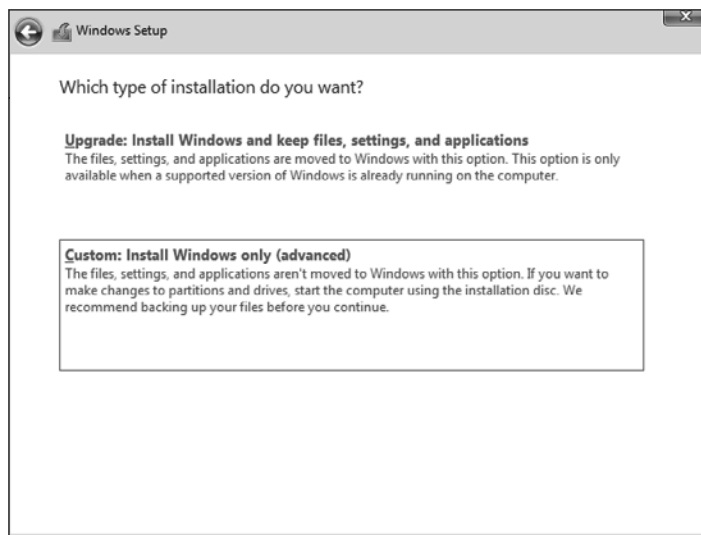 Windows Setup
Which type of installation do you want?
Upgrade: Install Windows and keep files, settings, and applications
The files, settings, and applications are moved to Windows with this option. This option is only
available when a supported version of Windows is already running on the computer.
Custom: Install Windows only (advanced)
The files, settings, and applications aren't moved to Windows with this option. If you want to
make changes to partitions and drives, start the computer using the installation disc. We
recommend backing up your files before you continue.